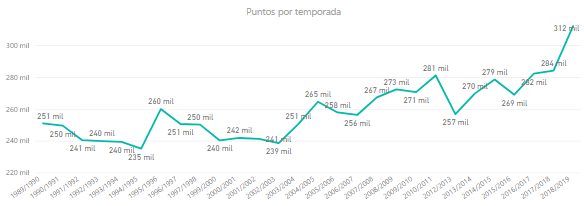 Puntos por temporada
300 mil
280 mil
260 mil
240 mil
220 mil
251 mil
250 mil
241 mil
240 mil
240 mil
235 mil
260 mil
251 mil
250 mil
240 mil
242 mil
241 mil
239 mil
251 mil
265 mil
258 mil
256 mil
267 mil
273 mil
271 mil
281 mil
257 mil
270 mil
279 mil
269 mil
282 mil
284 mil
312 mil
1989/1990
1990/1991
1991/1992
1992/1993
1993/1994
1994/1995
1995/1996
1996/1997
1997/1998
1998/1999
1999/2000
2000/2001
2001/2002
2002/2003
2003/2004
2004/2005
2005/2006
2006/2007
2007/2008
2008/2009
2009/2010
2010/2011
2011/2012
2012/2013
2013/2014
2014/2015
2015/2016
2016/2017
2017/2018
2018/2019